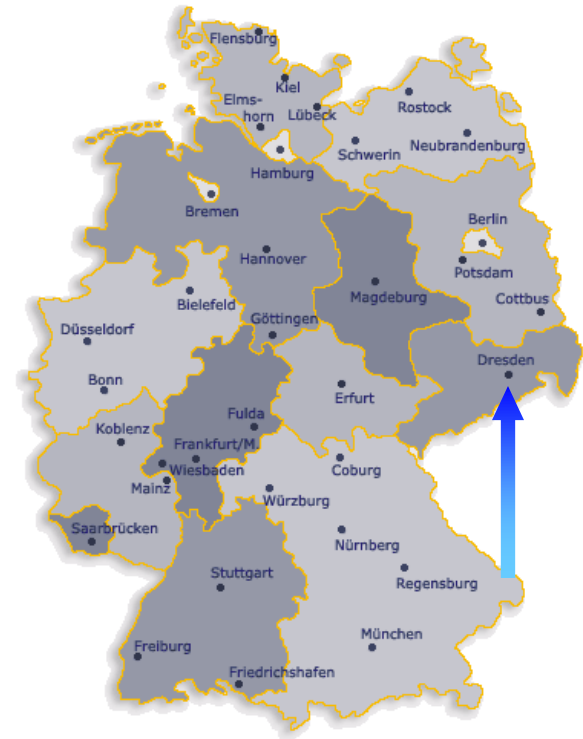 Flensburg
Kiel
Elms-
horn
Lübeck
Rostock
Schwerin
Neubrandenburg
Hamburg
Bremen
Berlin
Hannover
Potsdam
Magdeburg
Cottbus
Bielefeld
Göttingen
Düsseldorf
Dresden
Bonn
Erfurt
Fulda
Koblenz
Frankfurt/M.
Wiesbaden
Coburg
Mainz
Würzburg
Saarbrücken
Nürnberg
Stuttgart
Regensburg
München
Freiburg
Friedrichshafen